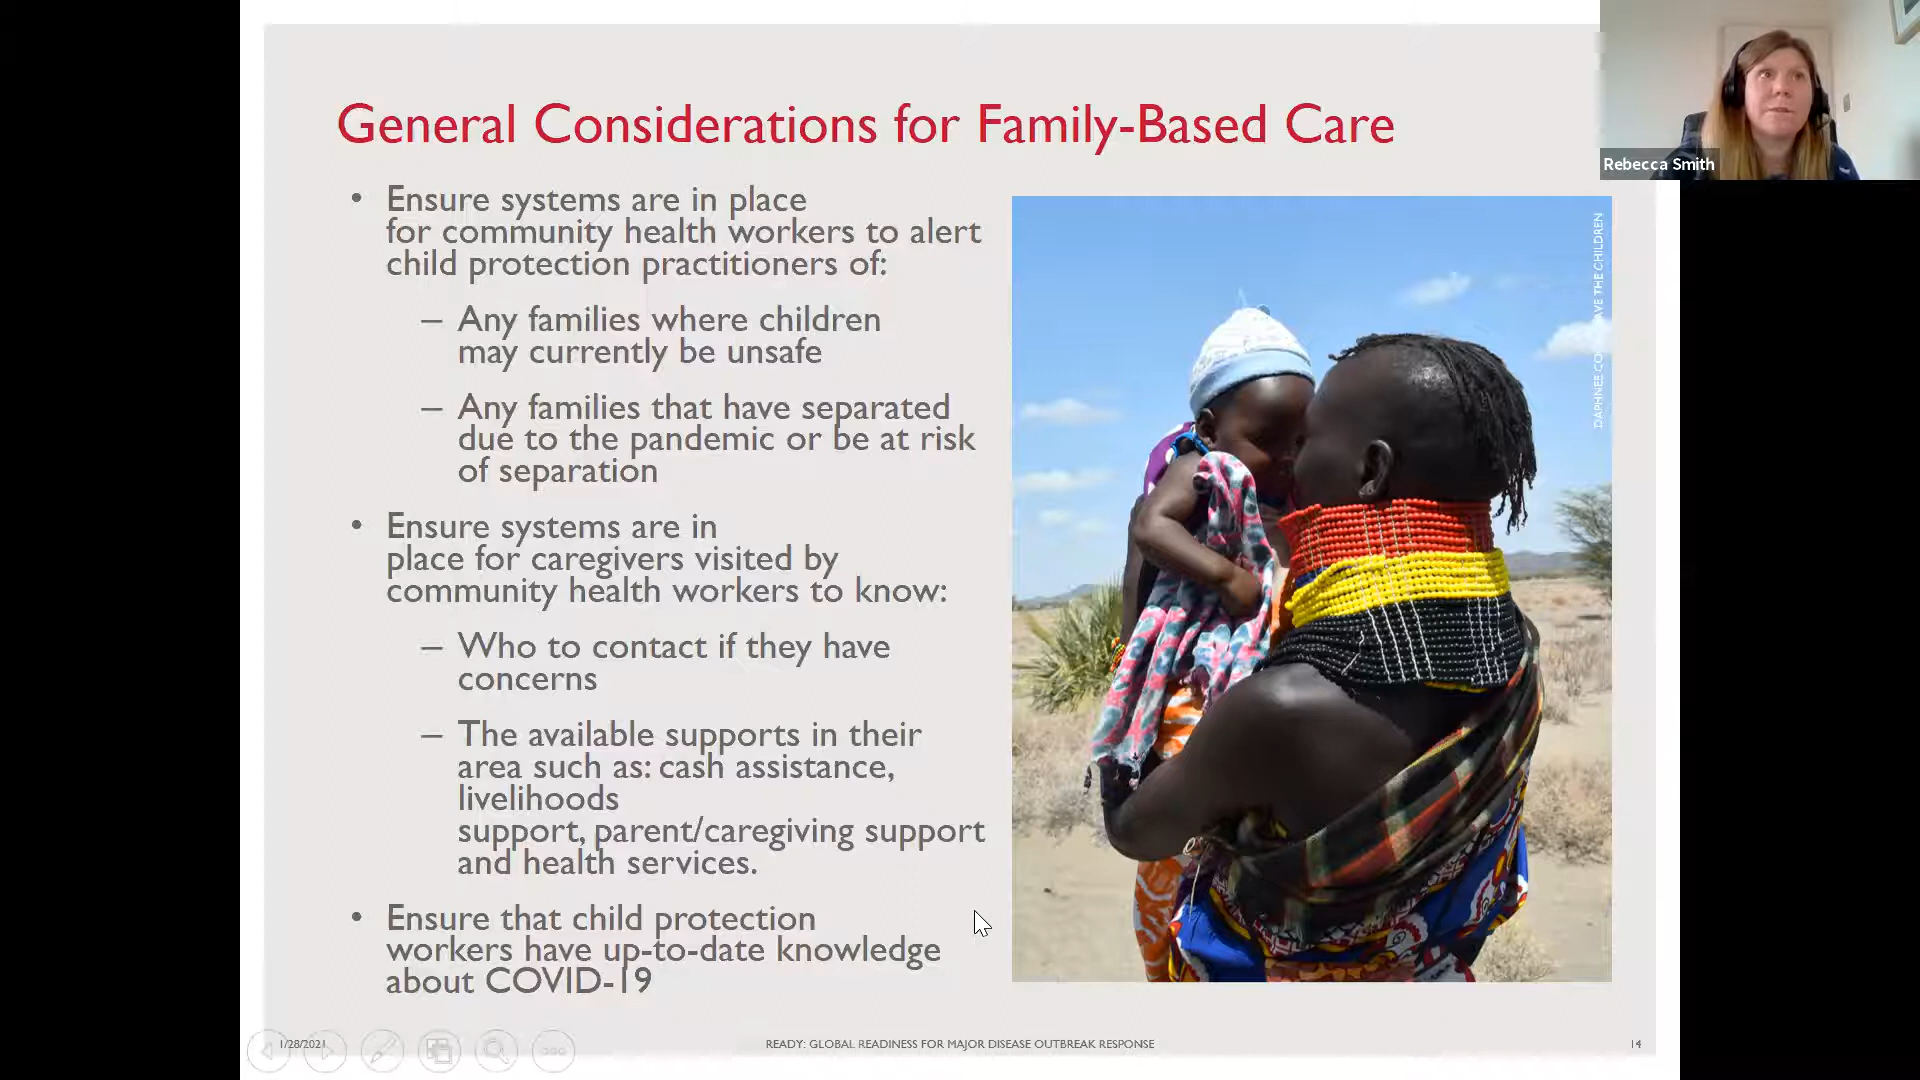 General Considerations for Family-Based Care
• Ensure systems are in place
for community health workers to alert
child protection practitioners of:
– Any families where children
may currently be unsafe
– Any families that have separated
due to the pandemic or be at risk
of separation
• Ensure systems are in
place for caregivers visited by
community health workers to know:
– Who to contact if they have
concerns
– The available supports in their
area such as: cash assistance,
livelihoods
support, parent/caregiving support
and health services.
• Ensure that child protection
workers have up-to-date knowledge
about COVID-19
DAPHNEE THE CHILDREN
Rebecca Smith
1/28/2021
READY: GLOBAL READINESS FOR MAJOR DISEASE OUTBREAK RESPONSE
14